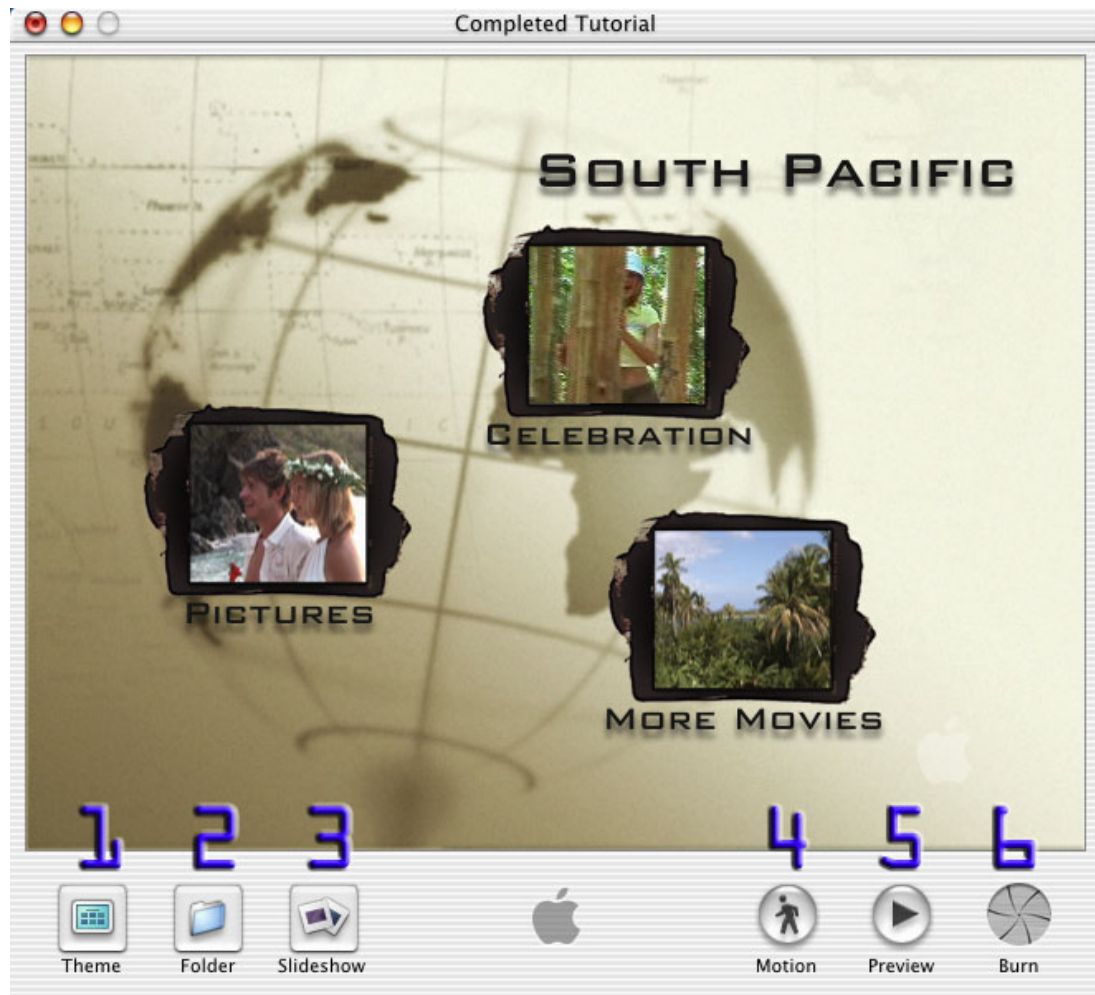 Completed Tutorial
SOUTH PACIFIC
CELEBRATION
PICTURES
MORE MOVIES
1 2 3 4 5 6
Theme Folder Slideshow Motion Preview Burn